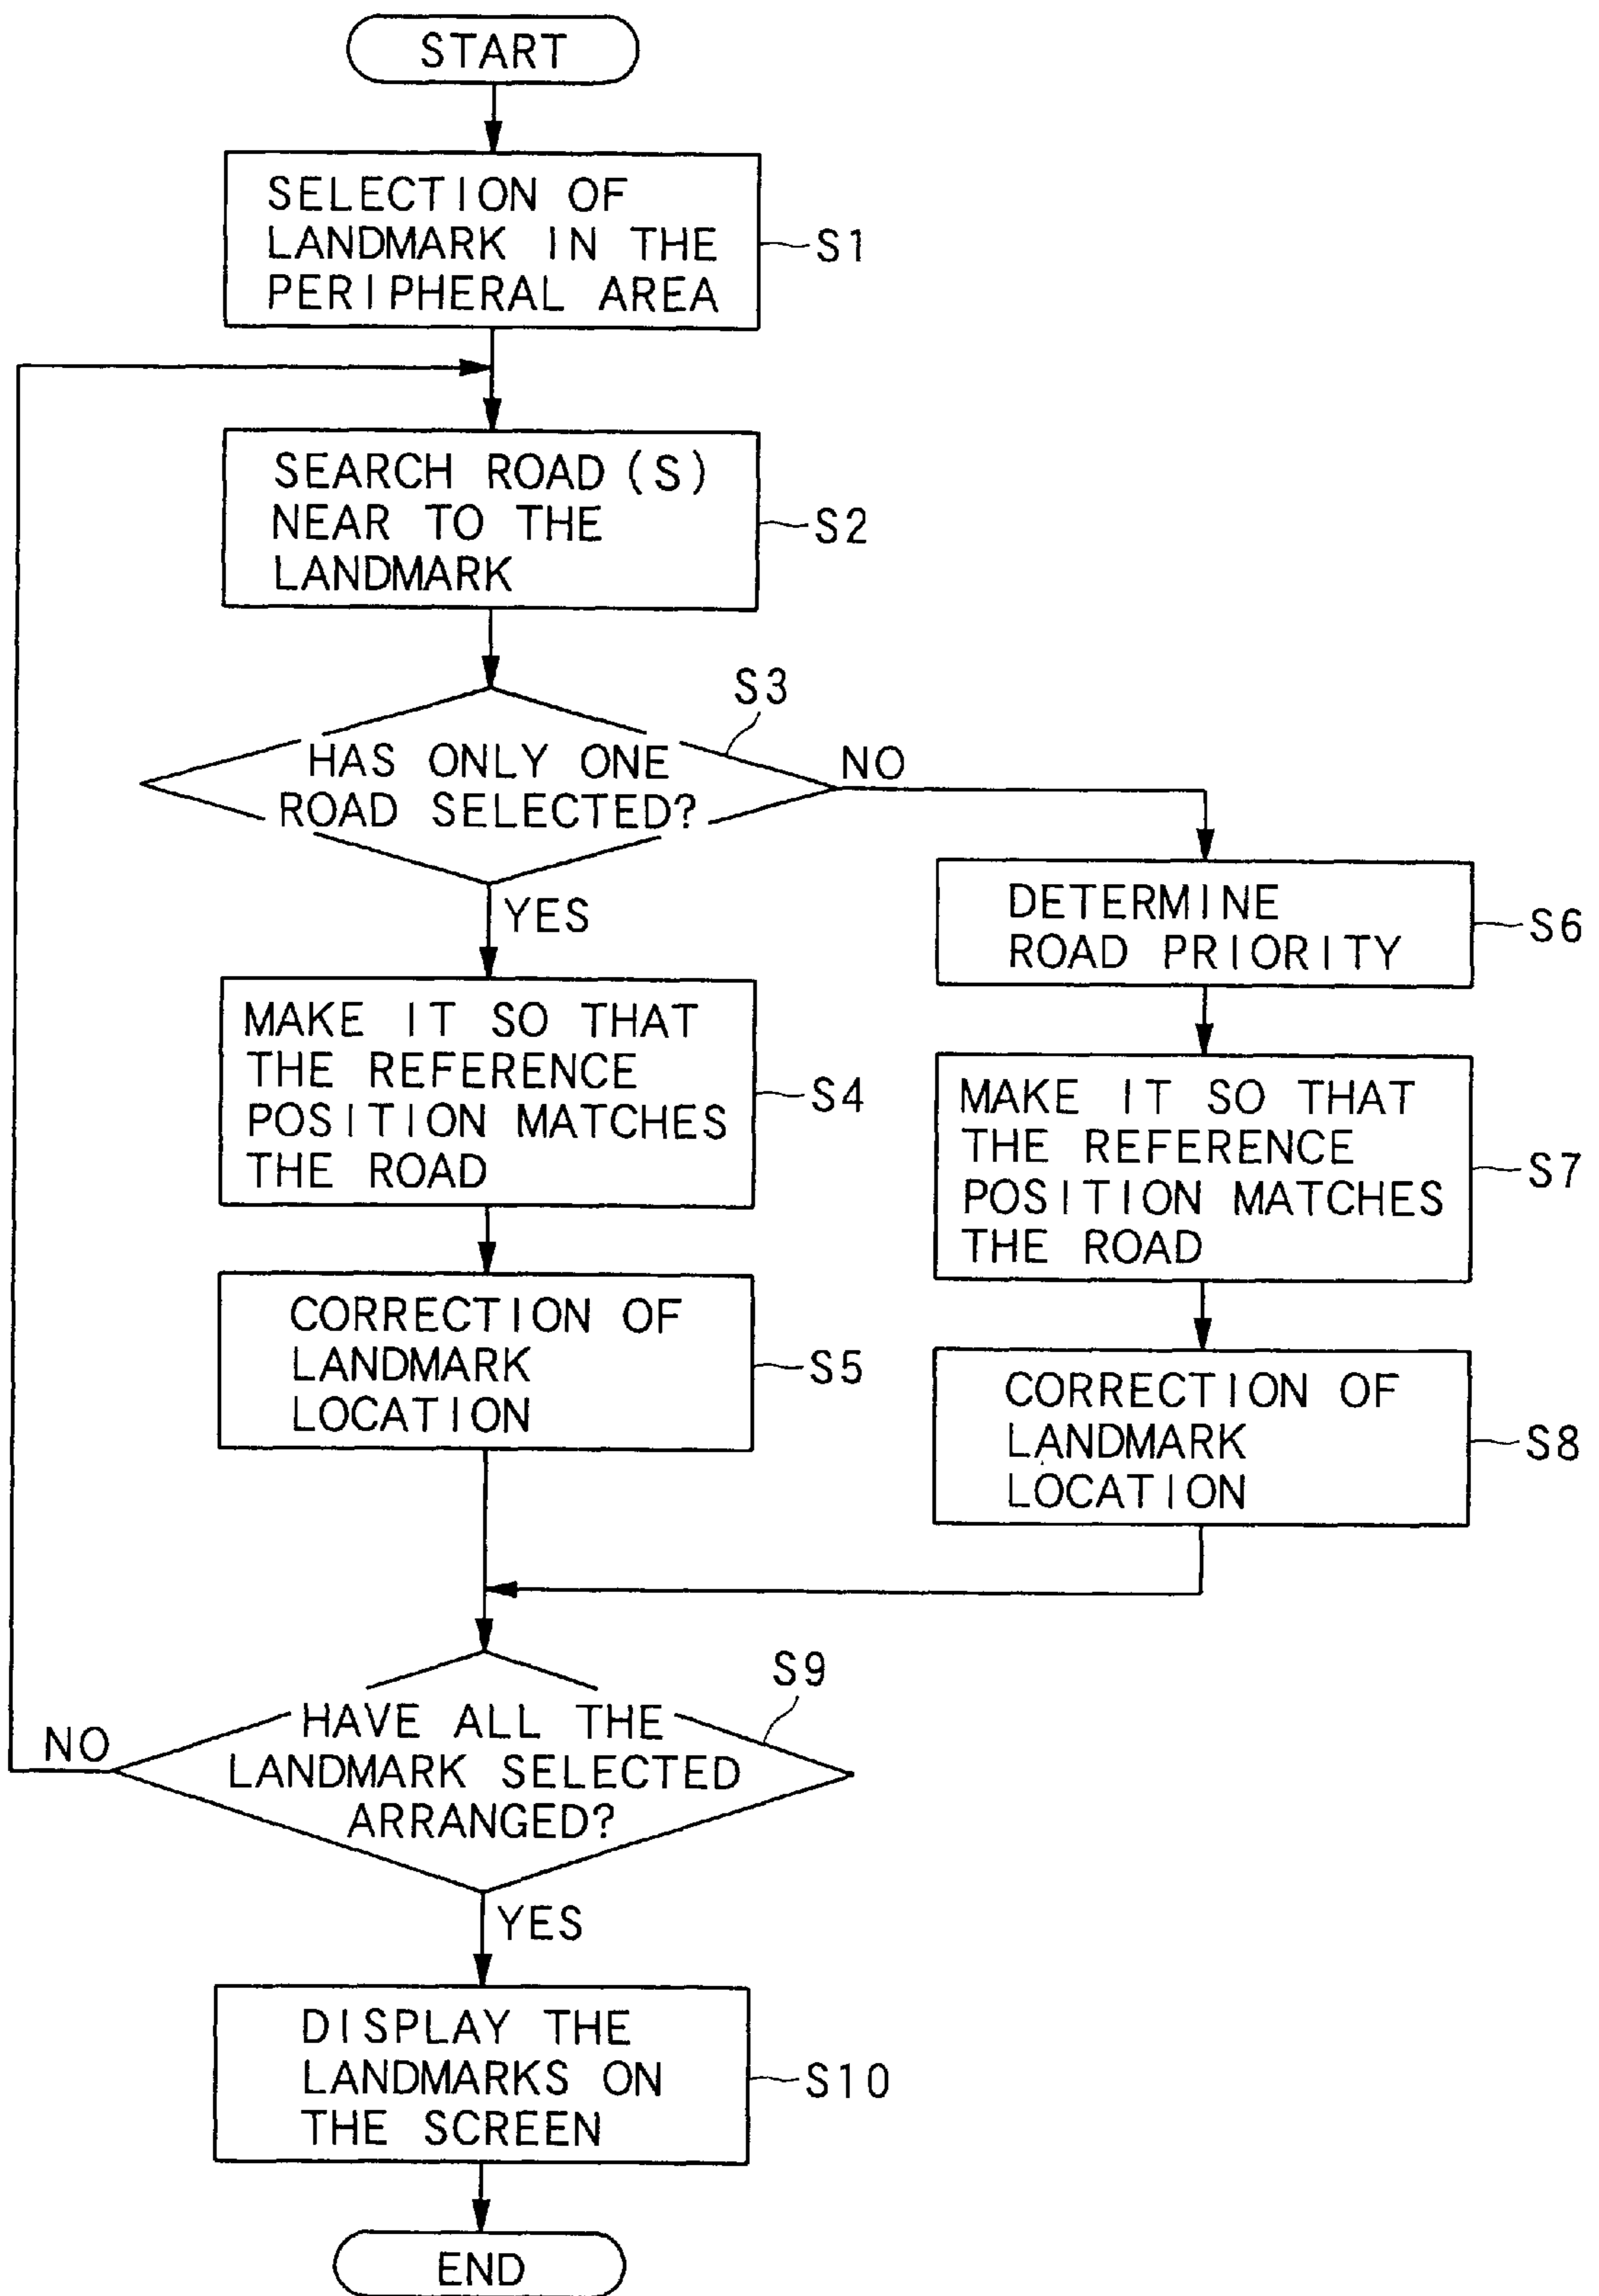 START
SELECTION OF
LANDMARK IN THE
PERIPHERAL AREA
S1
SEARCH ROAD(S)
NEAR TO THE
LANDMARK
S2
S3
HAS ONLY ONE
ROAD SELECTED?
NO
YES
DETERMINE
ROAD PRIORITY
S6
MAKE IT SO THAT
THE REFERENCE
POSITION MATCHES
THE ROAD
S4
MAKE IT SO THAT
THE REFERENCE
POSITION MATCHES
THE ROAD
S7
CORRECTION OF
LANDMARK
LOCATION
S5
CORRECTION OF
LANDMARK
LOCATION
S8
S9
HAVE ALL THE
LANDMARK SELECTED
ARRANGED?
NO
YES
DISPLAY THE
LANDMARKS ON
THE SCREEN
S10
END